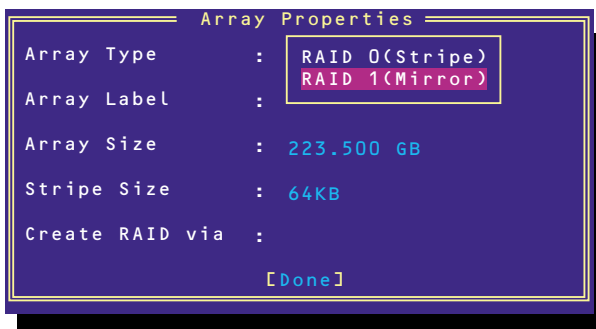 Array Properties
Array Type : RAID 0(Stripe)
RAID 1(Mirror)
Array Label :
Array Size : 223.500 GB
Stripe Size : 64KB
Create RAID via :
[Done]